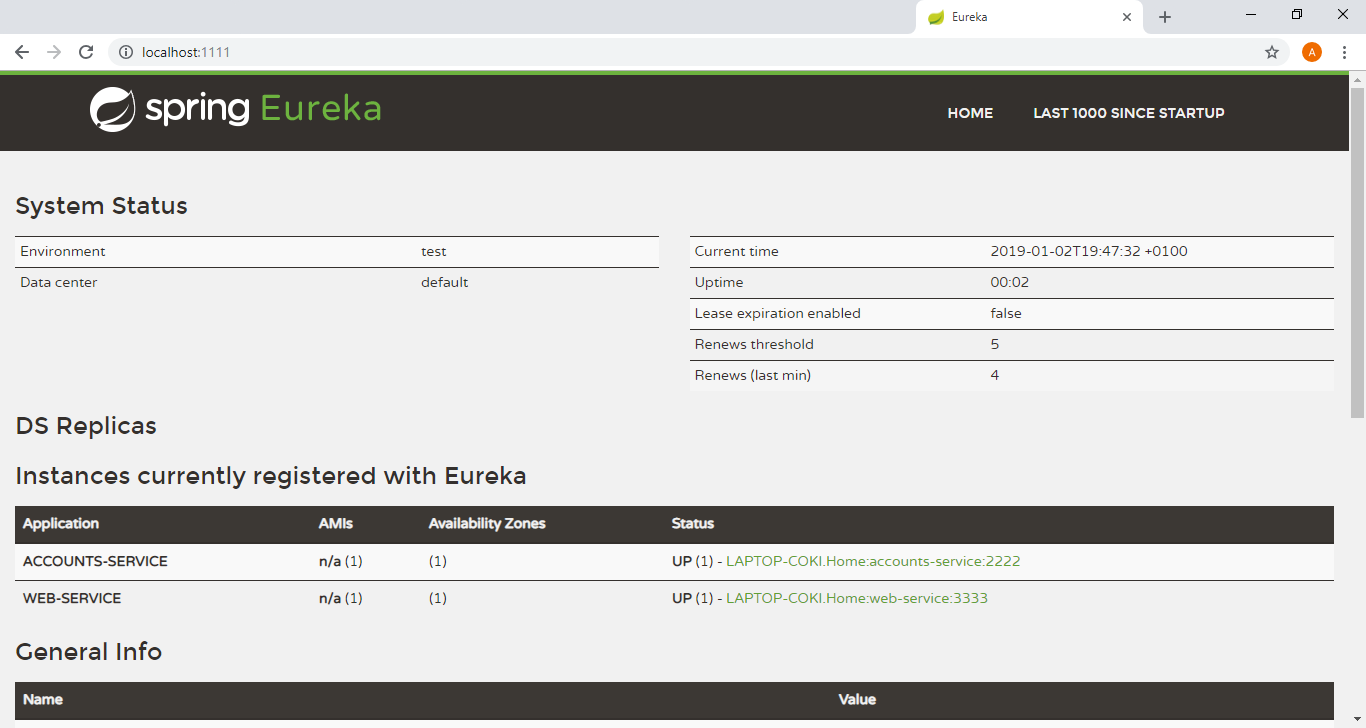 Eureka
localhost:1111
A
spring Eureka
HOME LAST 1000 SINCE STARTUP
System Status
Environment test
Data center default
Current time 2019-01-02T19:47:32 +0100
Uptime 00:02
Lease expiration enabled false
Renews threshold 5
Renews (last min) 4
DS Replicas
Instances currently registered with Eureka
Application AMIs Availability Zones Status
ACCOUNTS-SERVICE n/a (1) (1) UP (1) - LAPTOP-COKI.Home:accounts-service:2222
WEB-SERVICE n/a (1) (1) UP (1) - LAPTOP-COKI.Home:web-service:3333
General Info
Name Value